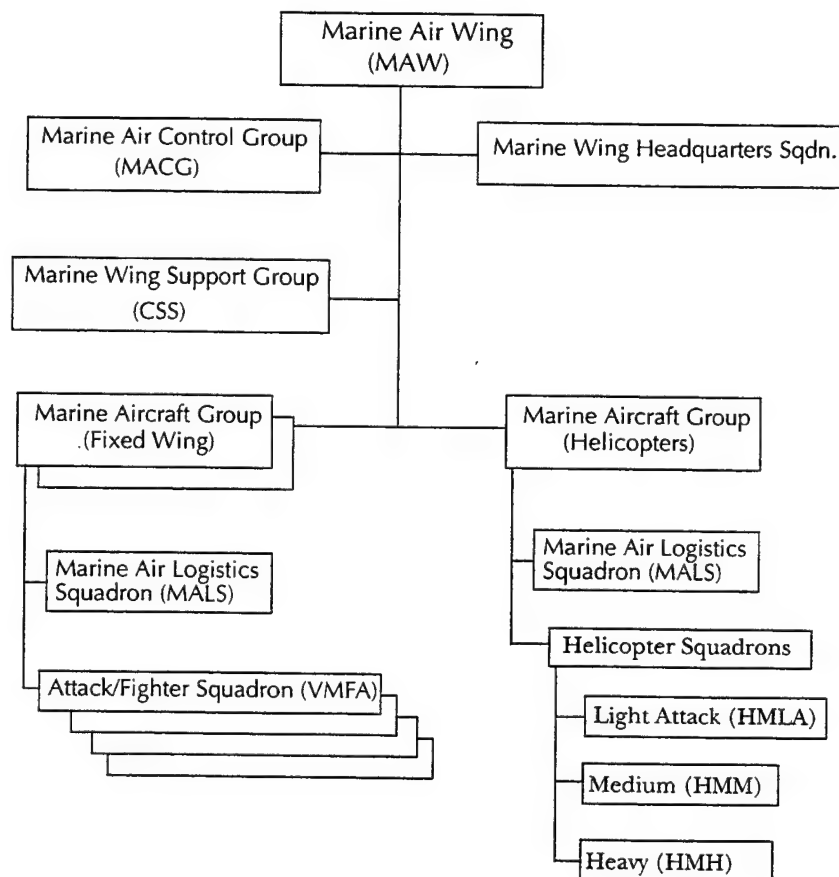 Marine Air Wing
(MAW)
Marine Air Control Group
(MACG)
Marine Wing Headquarters Sqdn.
Marine Wing Support Group
(CSS)
Marine Aircraft Group
.(Fixed Wing)
Marine Aircraft Group
(Helicopters)
Marine Air Logistics
Squadron (MALS)
Marine Air Logistics
Squadron (MALS)
Helicopter Squadrons
Attack/Fighter Squadron (VMFA)
Light Attack (HMLA)
Medium (HMM)
Heavy (HMH)